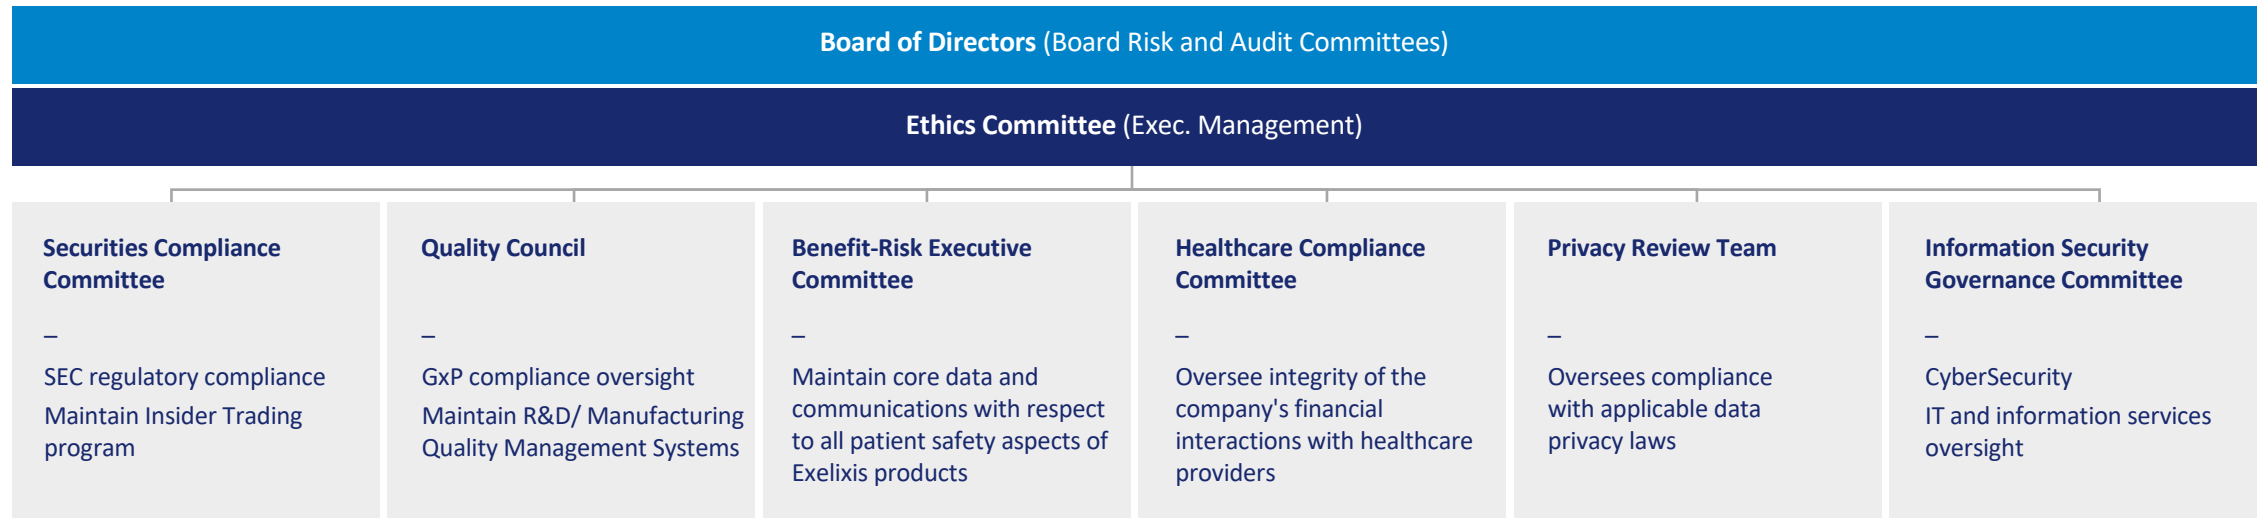 Board of Directors (Board Risk and Audit Committees)
Ethics Committee (Exec. Management)
Securities Compliance
Committee
–
SEC regulatory compliance
Maintain Insider Trading
program
Quality Council
–
GxP compliance oversight
Maintain R&D/ Manufacturing
Quality Management Systems
Benefit-Risk Executive
Committee
–
Maintain core data and
communications with respect
to all patient safety aspects of
Exelixis products
Healthcare Compliance
Committee
–
Oversee integrity of the
company's financial
interactions with healthcare
providers
Privacy Review Team
–
Oversees compliance
with applicable data
privacy laws
Information Security
Governance Committee
–
CyberSecurity
IT and information services
oversight